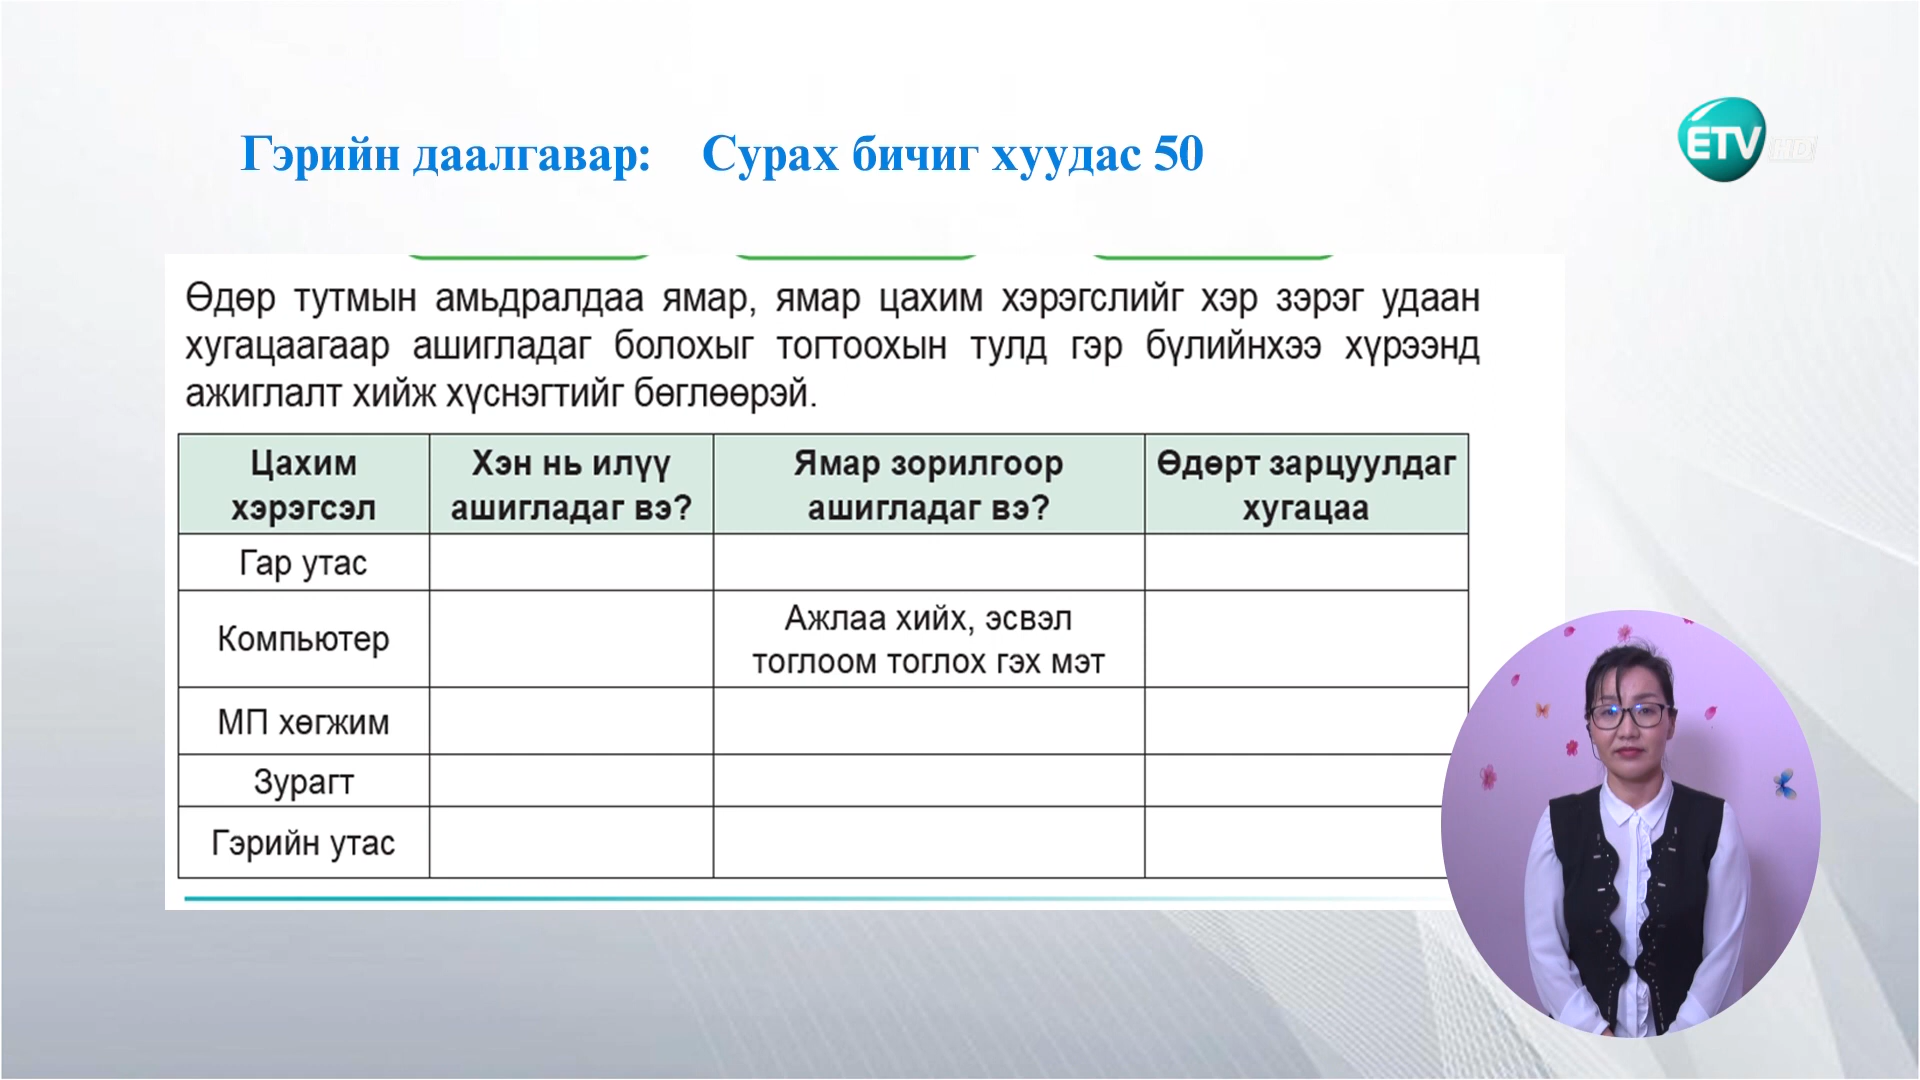 ETV HD
Гэрийн даалгавар: Сурах бичиг хуудас 50
Өдөр тутмын амьдралдаа ямар, ямар цахим хэрэгслийг хэр зэрэг удаан
хугацаагаар ашигладаг болохыг тогтоохын тулд гэр бүлийнхээ хүрээнд
ажиглалт хийж хүснэгтийг бөглөөрэй.
Цахим
хэрэгсэл
Хэн нь илүү
ашигладаг вэ?
Ямар зорилгоор
ашигладаг вэ?
Өдөрт зарцуулдаг
хугацаа
Гар утас
Компьютер
Ажлаа хийх, эсвэл
тоглоом тоглох гэх мэт
МП хөгжим
Зурагт
Гэрийн утас